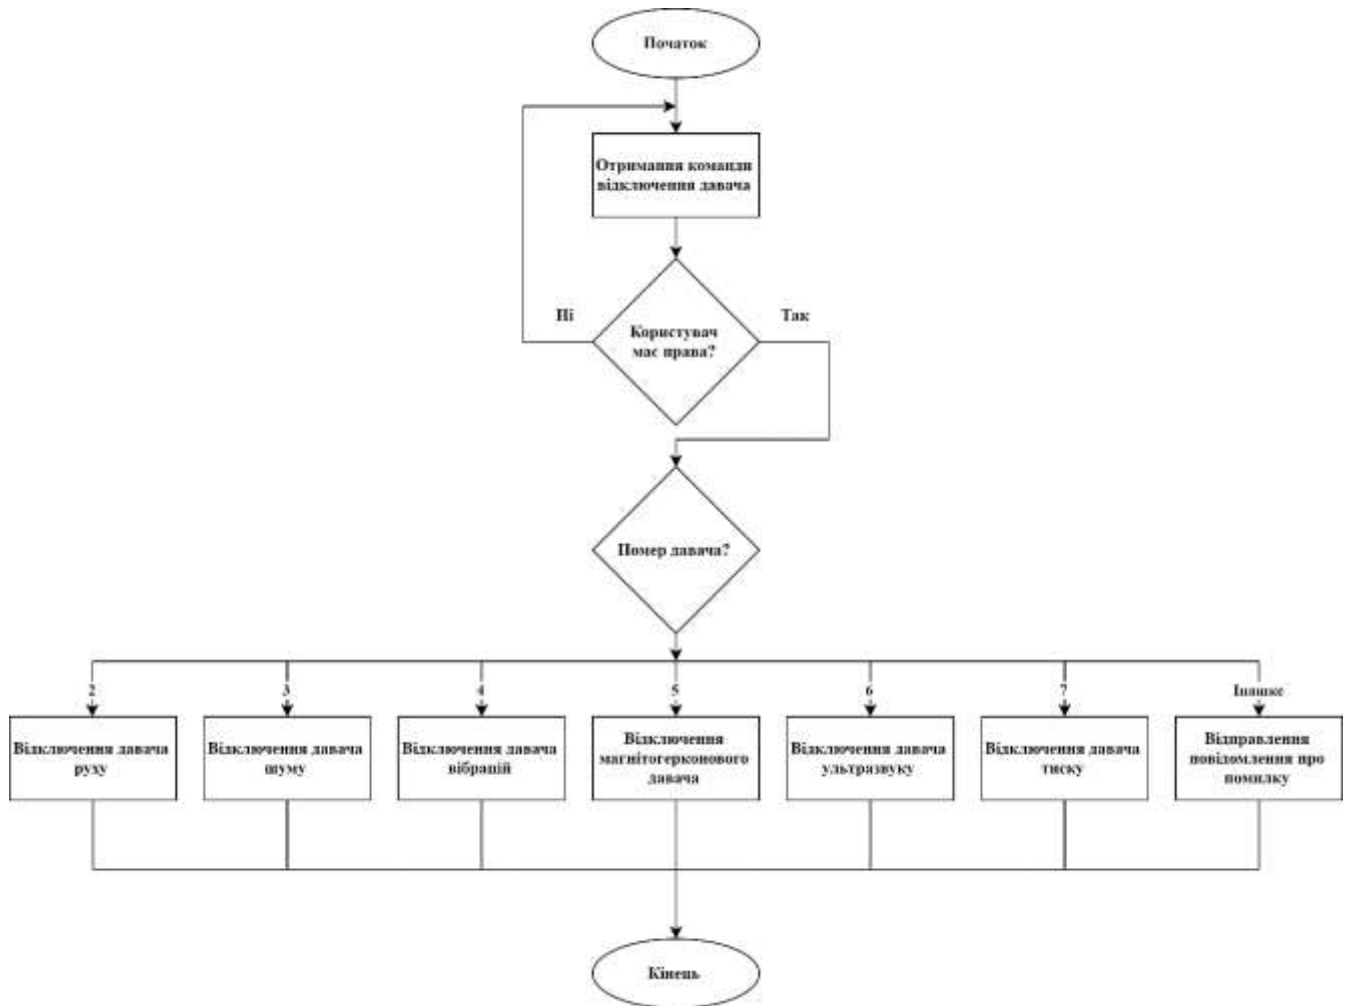 Початок
Отримання команди
відключення давача
Ні
Так
Користувач
має права?
Номер давача?
2
3
4
5
6
7
Інакше
Відключення давача
руху
Відключення давача
шуму
Відключення давача
вібрацій
Відключення
магнітогерконового
давача
Відключення давача
ультразвуку
Відключення давача
тиску
Відправлення
повідомлення про
помилку
Кінець